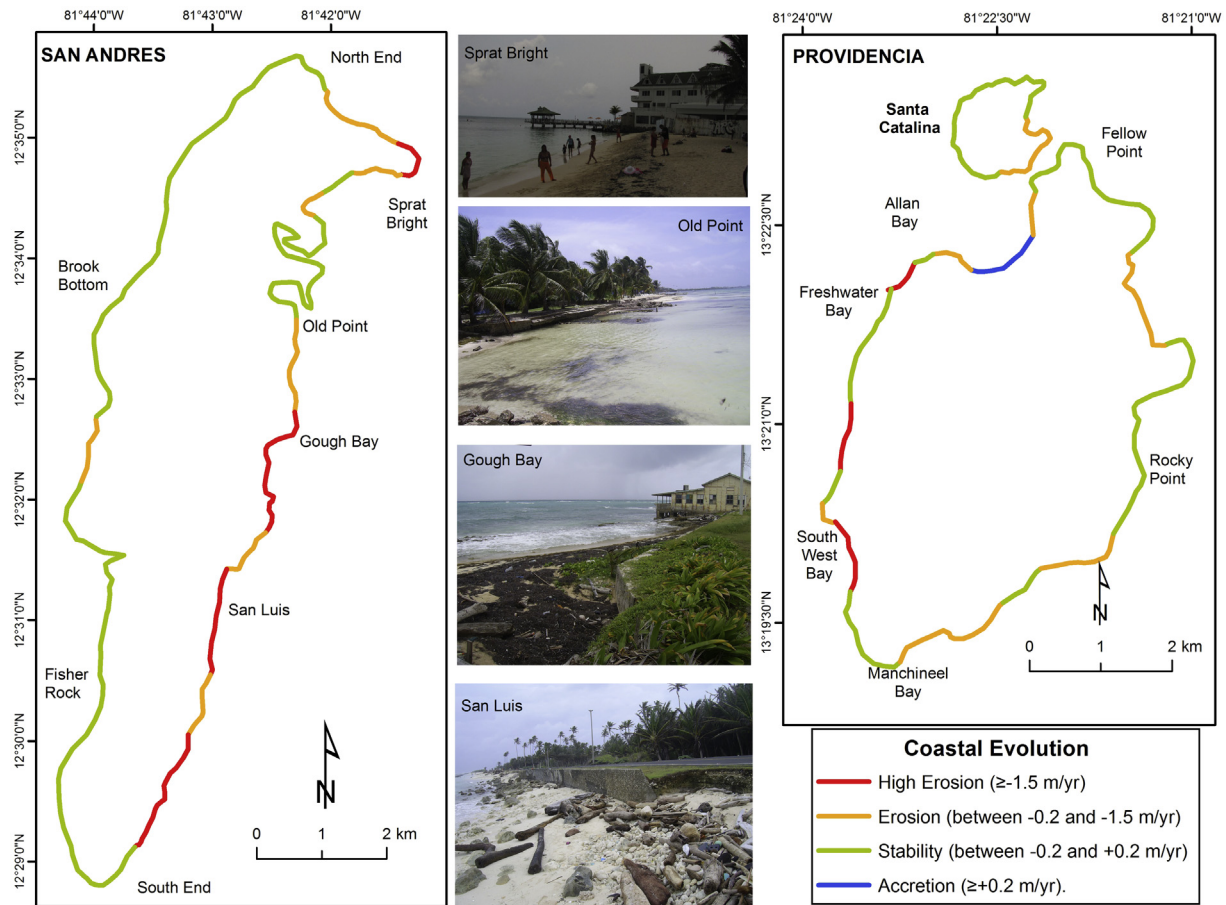 81°44'0"W
81°43'0"W
81°42'0"W
SAN ANDRES
North End
12°35'0"N
Sprat
Bright
12°34'0"N
Brook
Bottom
Old Point
12°33'0"N
Gough Bay
12°32'0"N
12°31'0"N
San Luis
Fisher
Rock
12°30'0"N
N
0 1 2 km
12°29'0"N
South End
Sprat Bright
Old Point
Gough Bay
San Luis
81°24'0"W
81°22'30"W
81°21'0"W
PROVIDENCIA
Santa
Catalina
Fellow
Point
Allan
Bay
13°22'30"N
Freshwater
Bay
13°21'0"N
Rocky
Point
South
West
Bay
13°19'30"N
N
0 1 2 km
Manchineel
Bay
Coastal Evolution
High Erosion (≥-1.5 m/yr)
Erosion (between -0.2 and -1.5 m/yr)
Stability (between -0.2 and +0.2 m/yr)
Accretion (≥+0.2 m/yr).